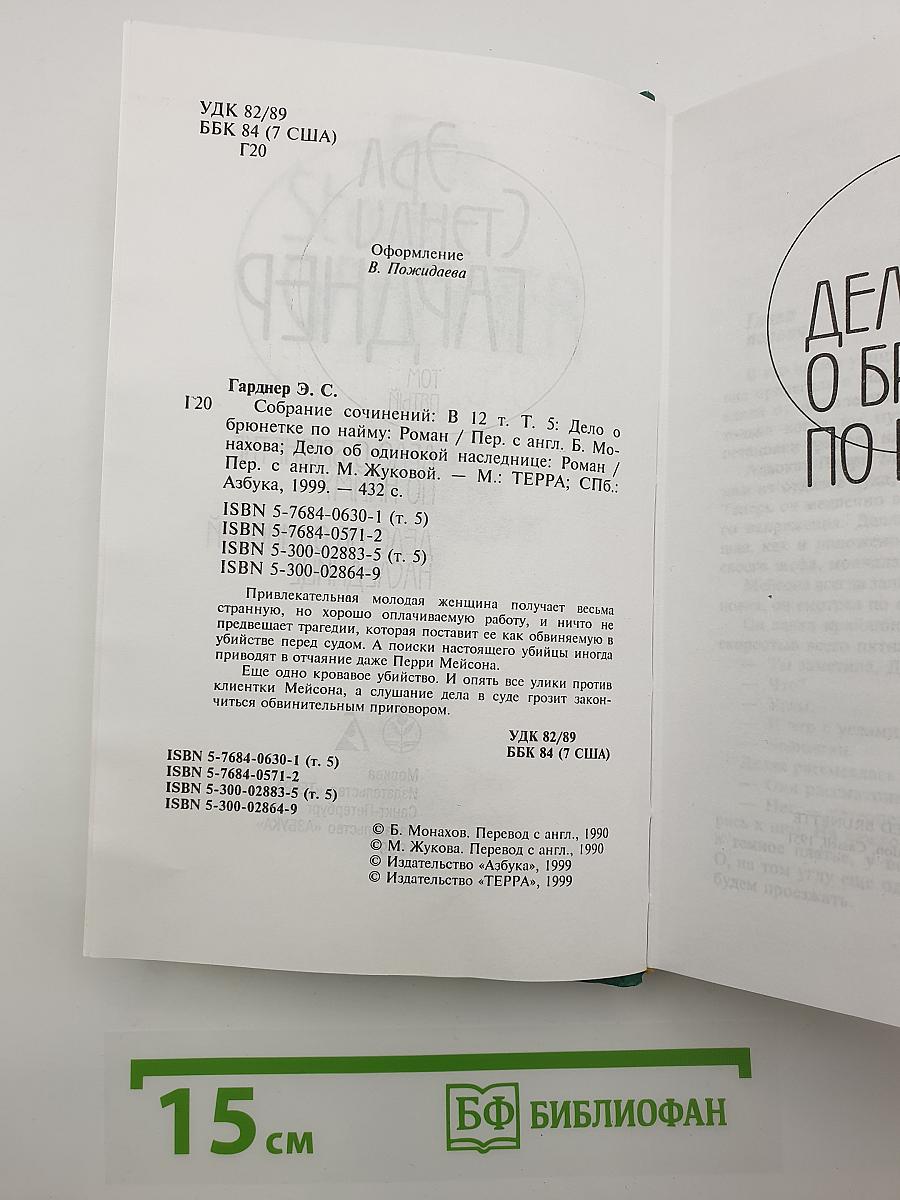 УДК 82/89
ББК 84 (7 США)
Г20
Оформление
В. Пожидаева
Гарднер Э. С.
Г20 Собрание сочинений: В 12 т. Т. 5: Дело о
брюнетке по найму: Роман / Пер. с англ. Б. Мо-
нахова; Дело об одинокой наследнице: Роман /
Пер. с англ. М. Жуковой. — М.: ТЕРРА; СПб.:
Азбука, 1999. — 432 с.
ISBN 5-7684-0630-1 (т. 5)
ISBN 5-7684-0571-2
ISBN 5-300-02883-5 (т. 5)
ISBN 5-300-02864-9
Привлекательная молодая женщина получает весьма
странную, но хорошо оплачиваемую работу, и ничто не
предвещает трагедии, которая поставит ее как обвиняемую в
убийстве перед судом. А поиски настоящего убийцы иногда
приводят в отчаяние даже Перри Мейсона.
Еще одно кровавое убийство. И опять все улики против
клиентки Мейсона, а слушание дела в суде грозит закон-
читься обвинительным приговором.
УДК 82/89
ББК 84 (7 США)
ISBN 5-7684-0630-1 (т. 5)
ISBN 5-7684-0571-2
ISBN 5-300-02883-5 (т. 5)
ISBN 5-300-02864-9
© Б. Монахов. Перевод с англ., 1990
© М. Жукова. Перевод с англ., 1990
© Издательство «Азбука», 1999
© Издательство «ТЕРРА», 1999
ДЕЛ
О БР
ПО Н
15 см
БФ БИБЛИОФАН